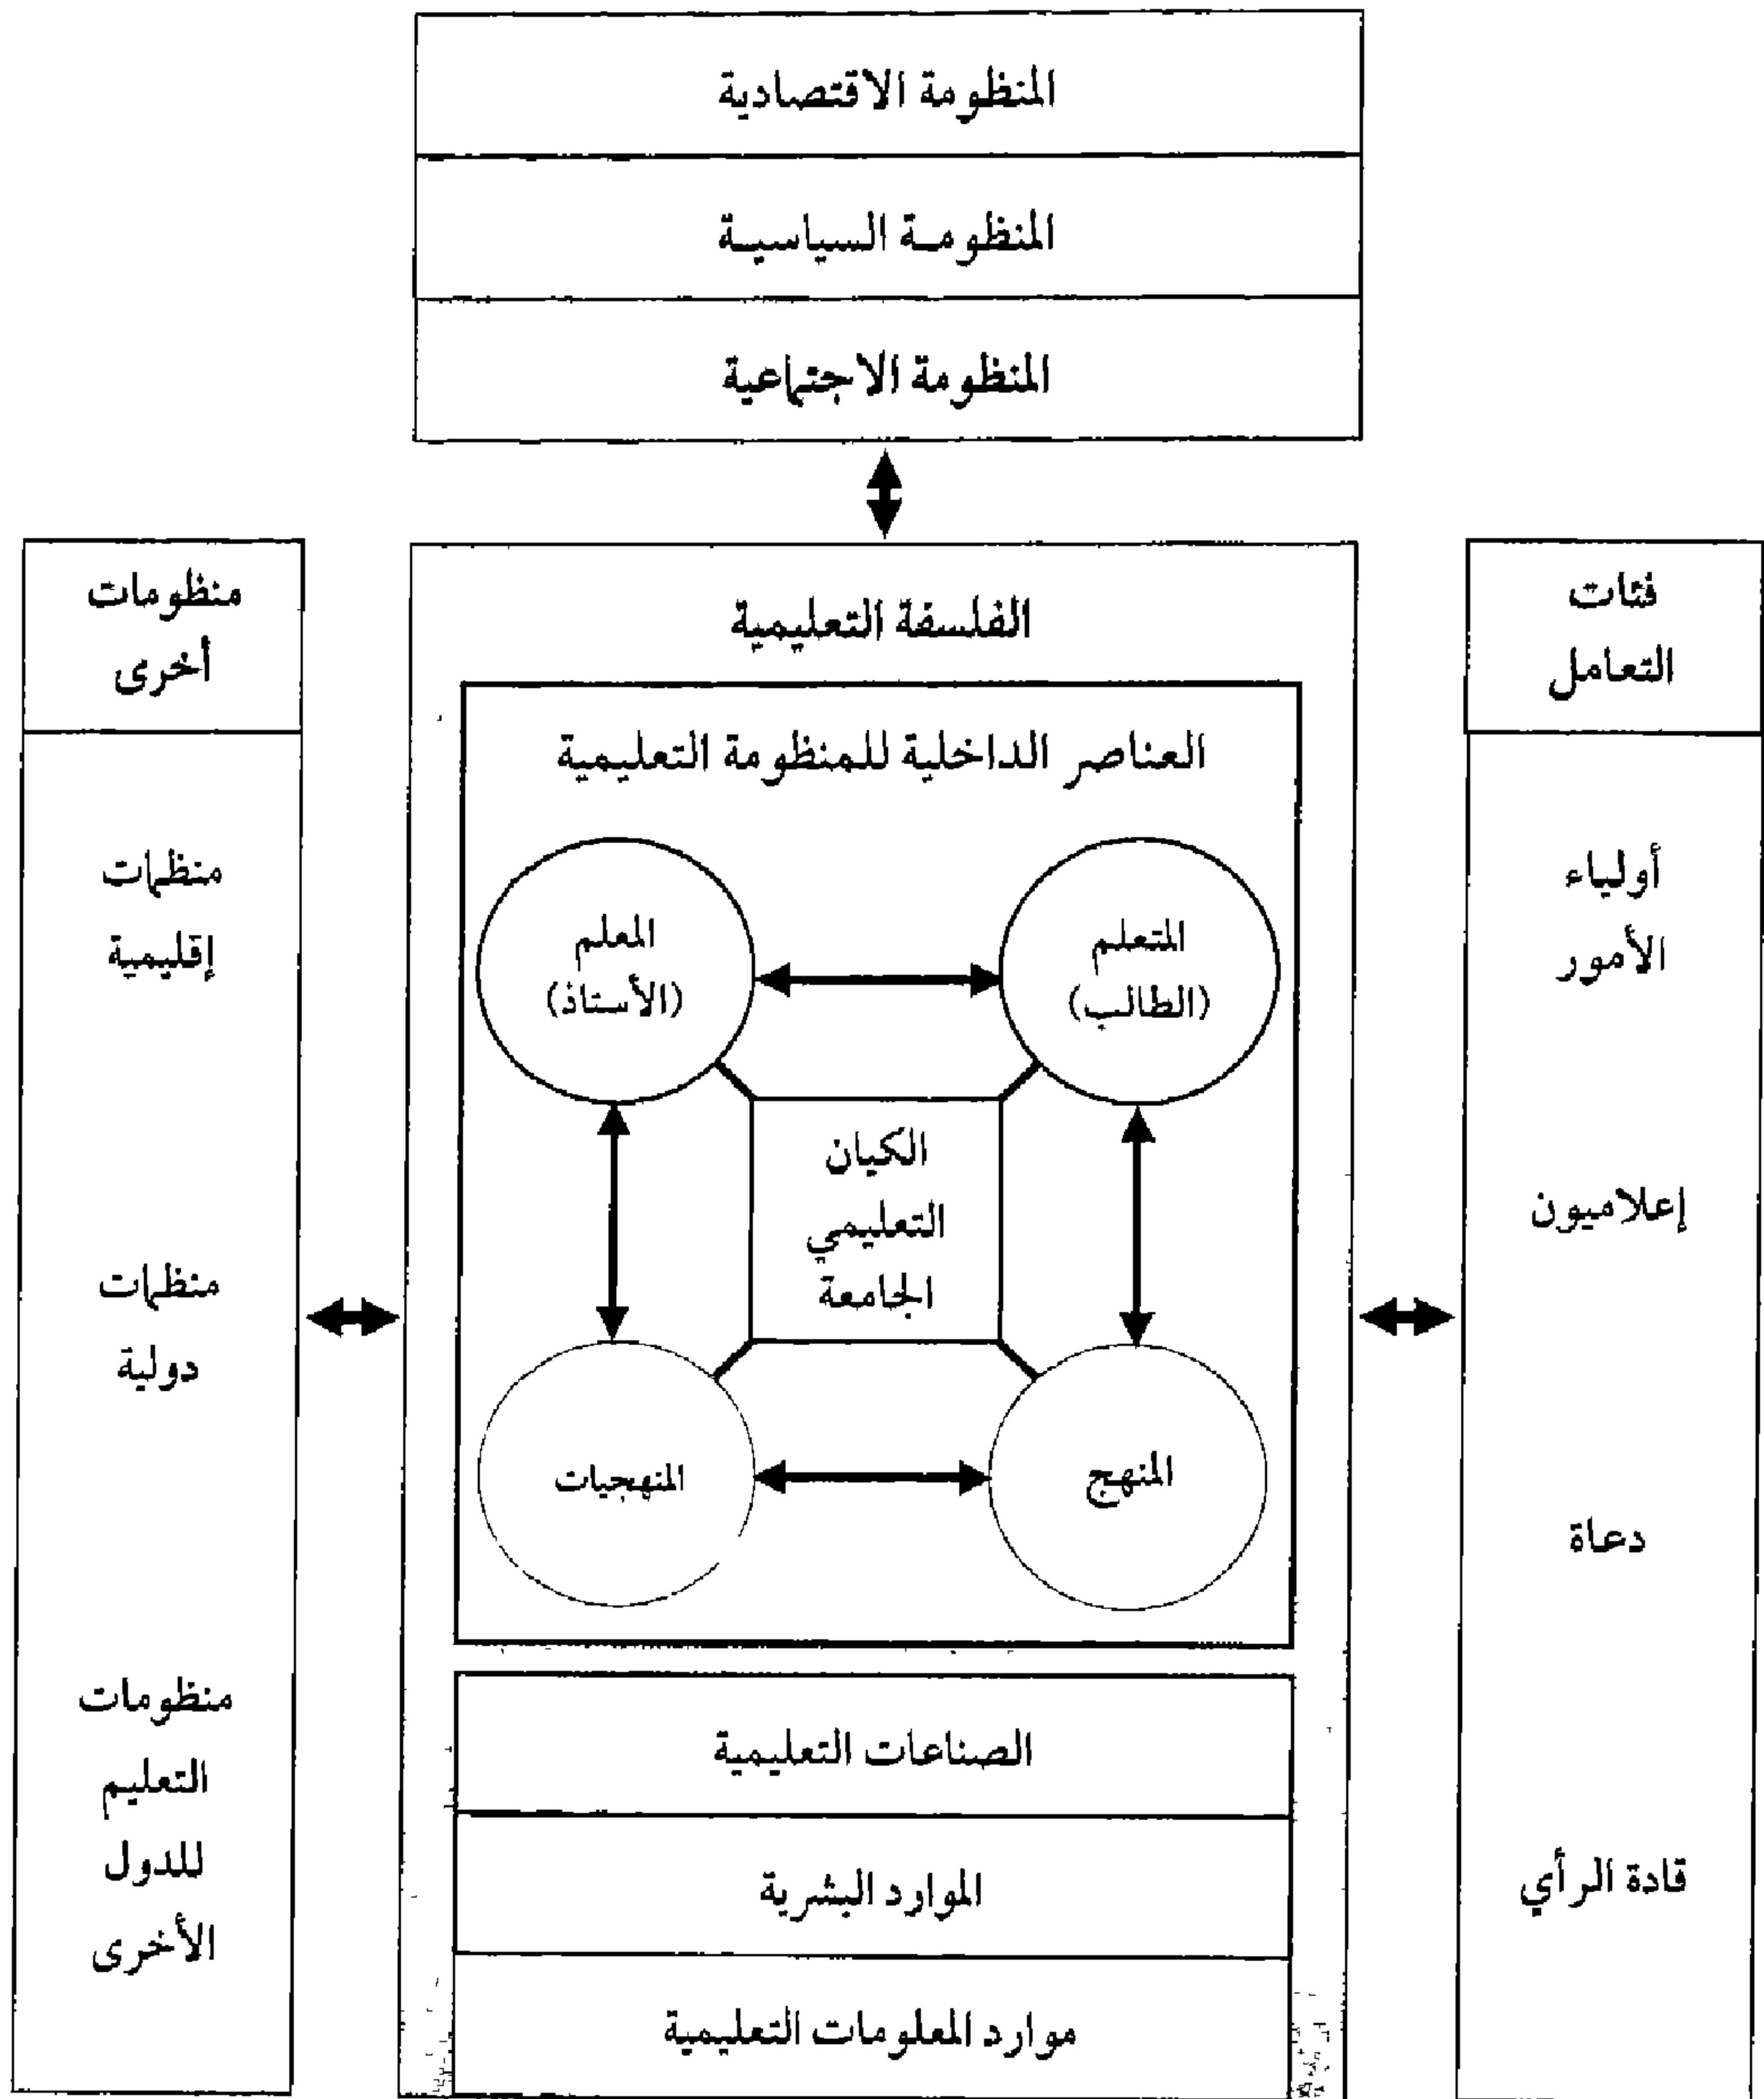 المنظومة الاقتصادية
المنظومة السياسية
المنظومة الاجتماعية
فئات
التعامل
أولياء
الأمور
إعلاميون
دعاة
قادة الرأي
الفلسفة التعليمية
العناصر الداخلية للمنظومة التعليمية
المتعلم
(الطالب)
المعلم
(الأستاذ)
الكيان
التعليمي
الجامعة
المنهج
المنهجيات
الصناعات التعليمية
الموارد البشرية
موارد المعلومات التعليمية
منظومات
أخرى
منظمات
إقليمية
منظمات
دولية
منظومات
التعليم
للدول
الأخرى